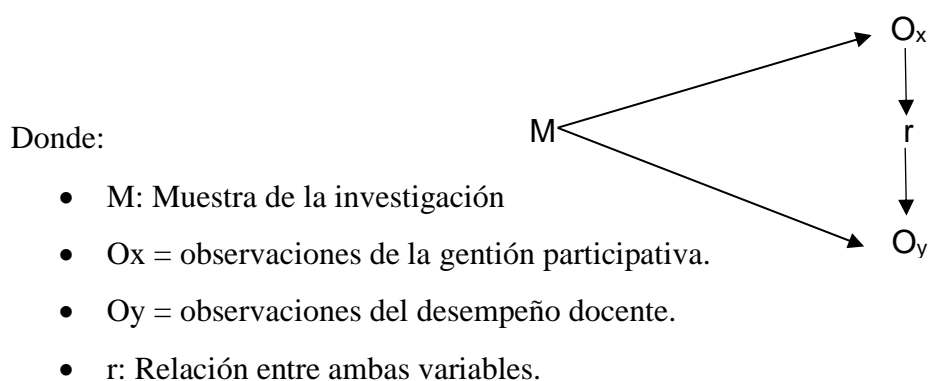 Oₓ
Donde:
M
r
• M: Muestra de la investigación
Oᵧ
• Ox = observaciones de la gentión participativa.
• Oy = observaciones del desempeño docente.
• r: Relación entre ambas variables.